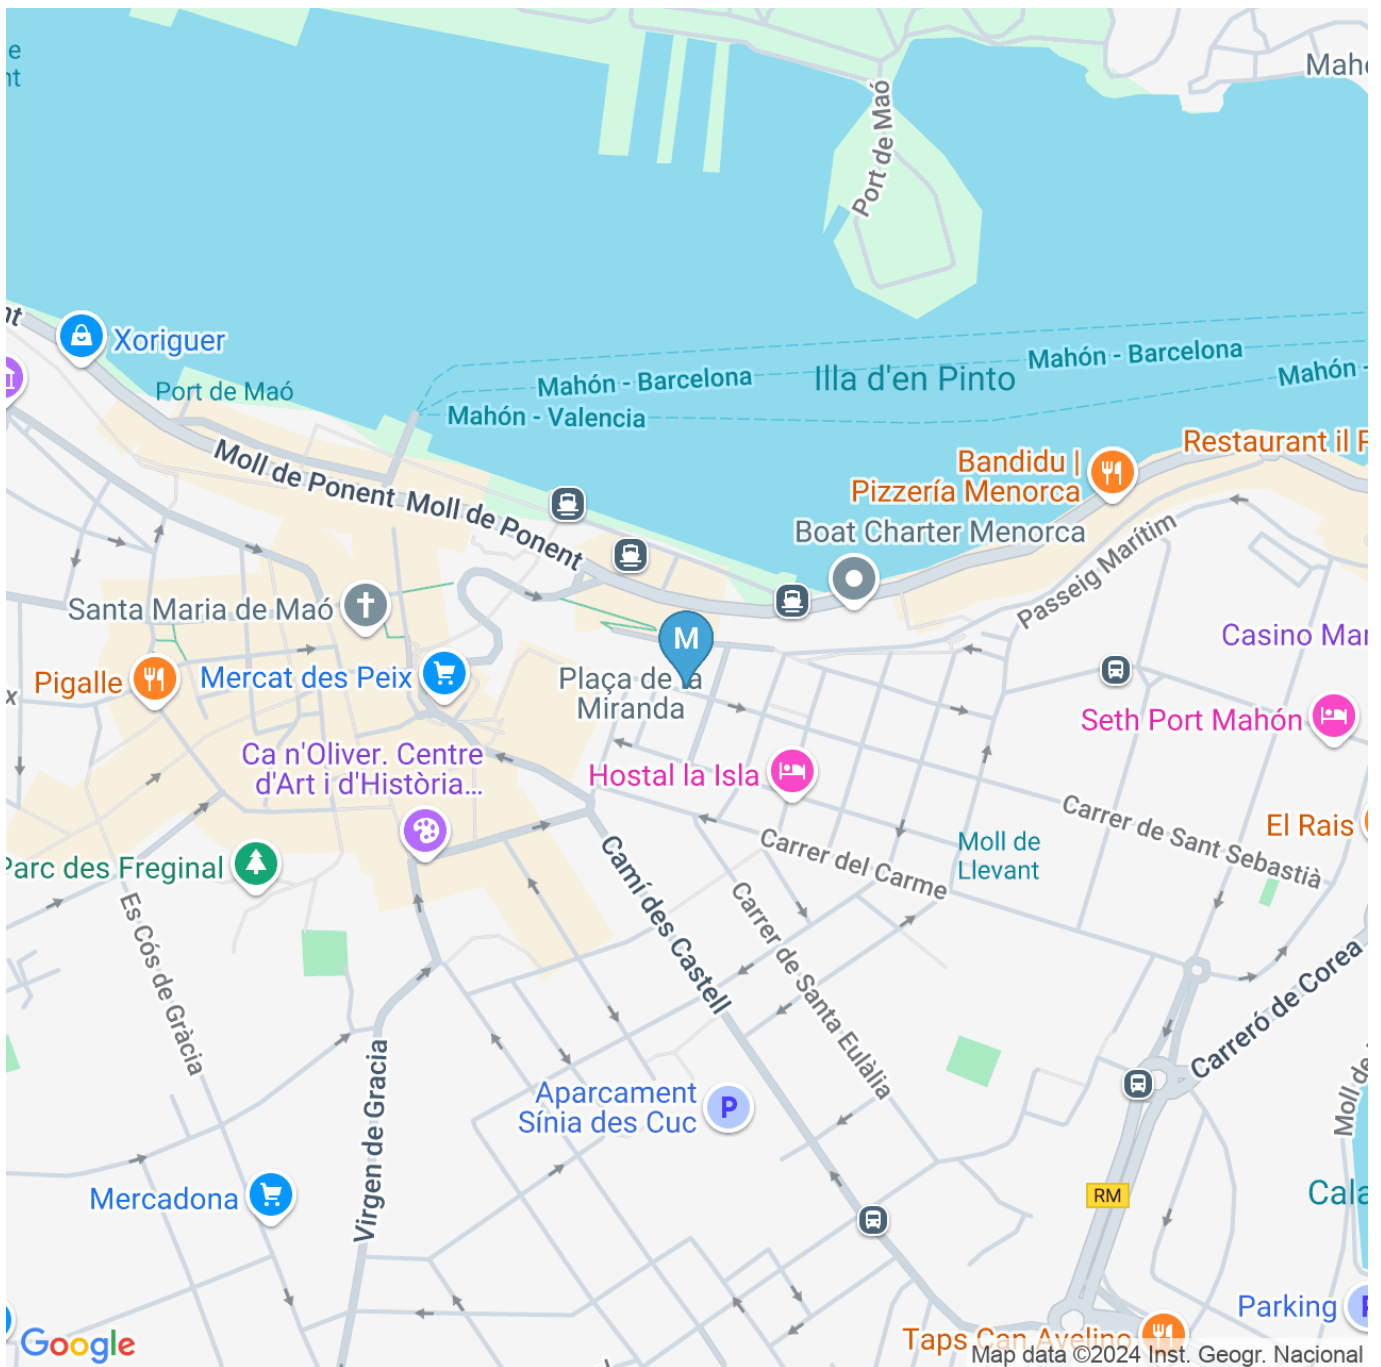 e
nt
Mahó
Port de Maó
nt
Xoriguer
Port de Maó
Mahón - Barcelona
Mahón - Barcelona
Illa d'en Pinto
Mahón -
Mahón - Valencia
Moll de Ponent
Moll de Ponent
Restaurant il P
Bandidu |
Pizzería Menorca
Boat Charter Menorca
Passeig Marítim
Santa Maria de Maó
Casino Mar
M
Pigalle
Mercat des Peix
Plaça de la
Miranda
x
Seth Port Mahón
Ca n'Oliver. Centre
d'Art i d'Història...
Hostal la Isla
El Rais
Carrer de Sant Sebastià
Moll de
Llevant
Carrer del Carme
Parc des Freginal
Camí des Castell
Es Cós de Gràcia
Carrer de Santa Eulàlia
Carreró de Corea
Virgen de Gracia
Aparcament
Sínia des Cuc
P
Moll de
Mercadona
RM
Cala
Parking
P
Taps Can Avelino
Google
Map data ©2024 Inst. Geogr. Nacional